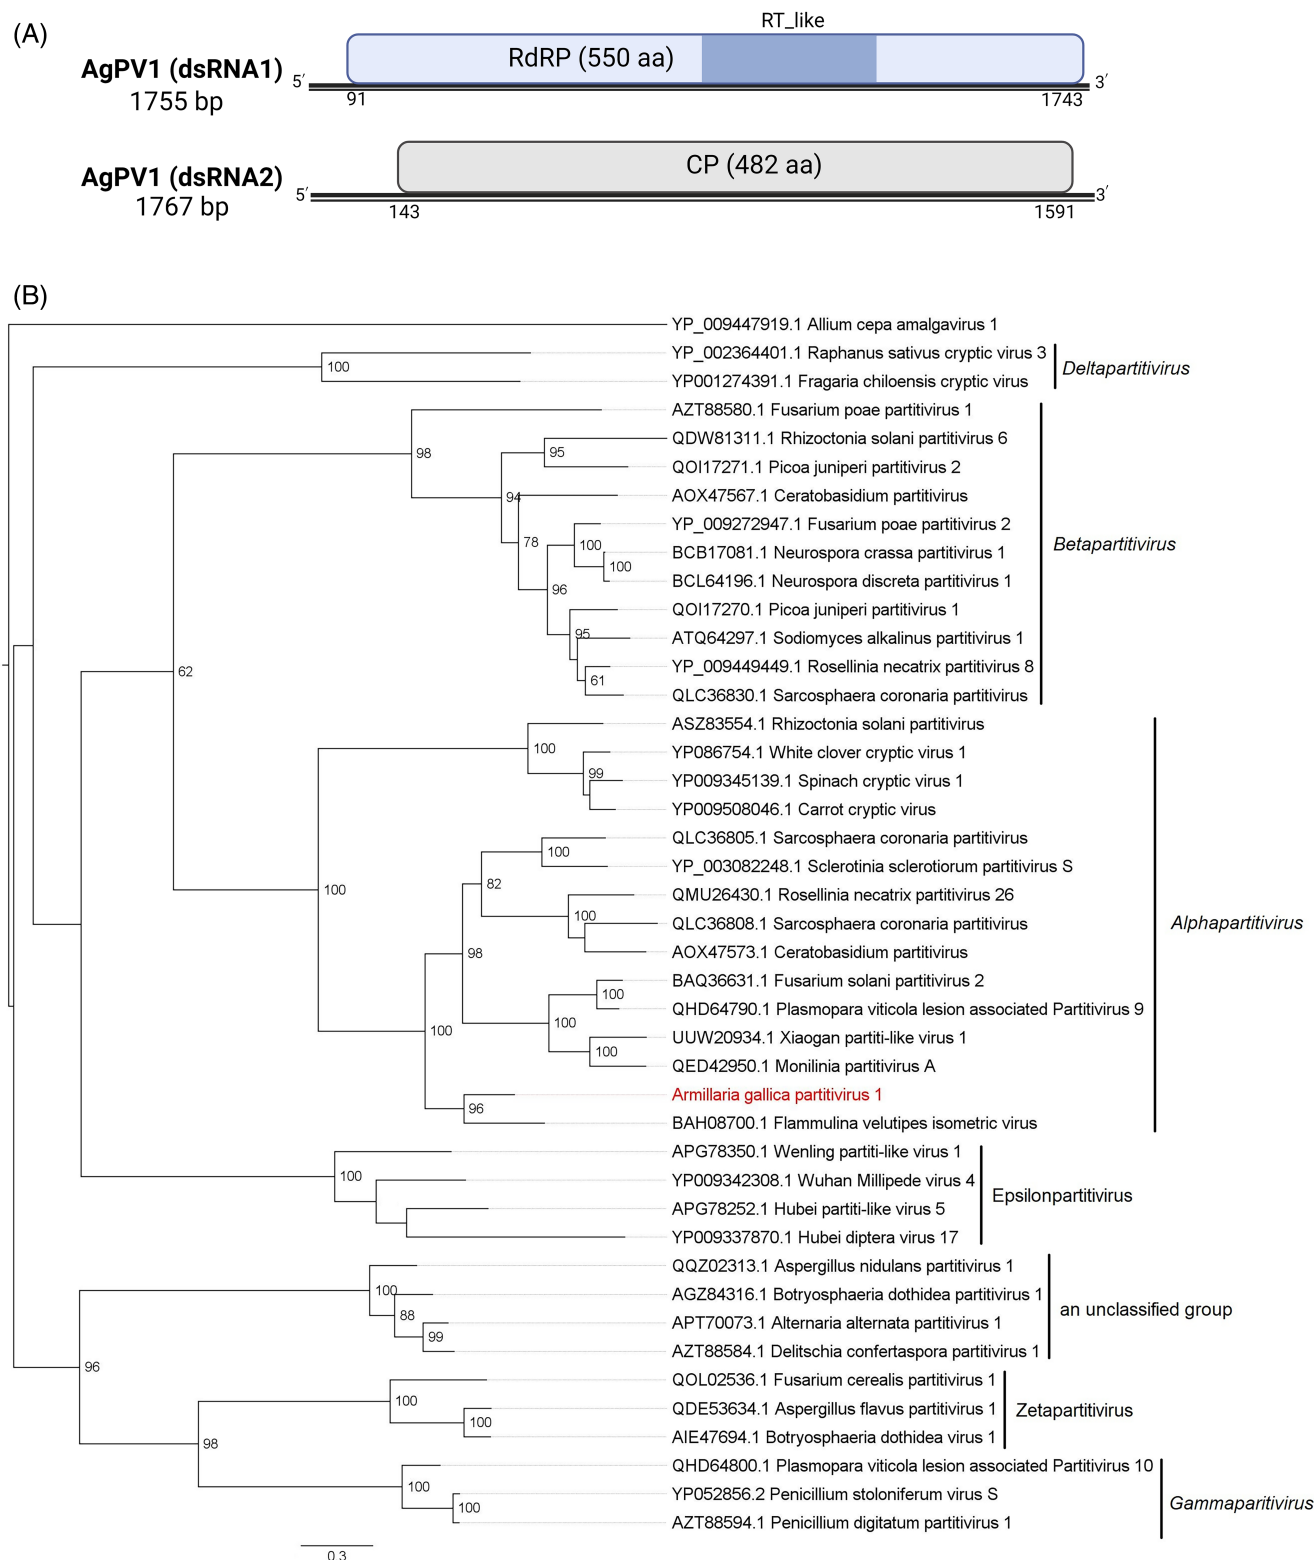 (A)
RT_like
RdRP (550 aa)
AgPV1 (dsRNA1)
1755 bp
5′
3′
91
1743
CP (482 aa)
AgPV1 (dsRNA2)
1767 bp
5′
3′
143
1591
(B)
YP_009447919.1 Allium cepa amalgavirus 1
YP_002364401.1 Raphanus sativus cryptic virus 3
100
Deltapartitivirus
YP001274391.1 Fragaria chiloensis cryptic virus
AZT88580.1 Fusarium poae partitivirus 1
QDW81311.1 Rhizoctonia solani partitivirus 6
98
95
QOI17271.1 Picoa juniperi partitivirus 2
94
AOX47567.1 Ceratobasidium partitivirus
YP_009272947.1 Fusarium poae partitivirus 2
78
100
Betapartitivirus
BCB17081.1 Neurospora crassa partitivirus 1
100
BCL64196.1 Neurospora discreta partitivirus 1
96
QOI17270.1 Picoa juniperi partitivirus 1
95
ATQ64297.1 Sodiomyces alkalinus partitivirus 1
YP_009449449.1 Rosellinia necatrix partitivirus 8
62
61
QLC36830.1 Sarcosphaera coronaria partitivirus
ASZ83554.1 Rhizoctonia solani partitivirus
100
YP086754.1 White clover cryptic virus 1
99
YP009345139.1 Spinach cryptic virus 1
YP009508046.1 Carrot cryptic virus
QLC36805.1 Sarcosphaera coronaria partitivirus
100
YP_003082248.1 Sclerotinia sclerotiorum partitivirus S
82
100
QMU26430.1 Rosellinia necatrix partitivirus 26
100
QLC36808.1 Sarcosphaera coronaria partitivirus
Alphapartitivirus
98
AOX47573.1 Ceratobasidium partitivirus
BAQ36631.1 Fusarium solani partitivirus 2
100
QHD64790.1 Plasmopara viticola lesion associated Partitivirus 9
100
100
UUW20934.1 Xiaogan partiti-like virus 1
100
QED42950.1 Monilinia partitivirus A
Armillaria gallica partitivirus 1
96
BAH08700.1 Flammulina velutipes isometric virus
APG78350.1 Wenling partiti-like virus 1
100
YP009342308.1 Wuhan Millipede virus 4
Epsilonpartitivirus
APG78252.1 Hubei partiti-like virus 5
YP009337870.1 Hubei diptera virus 17
QQZ02313.1 Aspergillus nidulans partitivirus 1
100
AGZ84316.1 Botryosphaeria dothidea partitivirus 1
88
an unclassified group
APT70073.1 Alternaria alternata partitivirus 1
99
AZT88584.1 Delitschia confertaspora partitivirus 1
96
QOL02536.1 Fusarium cerealis partitivirus 1
100
QDE53634.1 Aspergillus flavus partitivirus 1
Zetapartitivirus
100
AIE47694.1 Botryosphaeria dothidea virus 1
98
QHD64800.1 Plasmopara viticola lesion associated Partitivirus 10
100
YP052856.2 Penicillium stoloniferum virus S
Gammaparitivirus
100
AZT88594.1 Penicillium digitatum partitivirus 1
0.3